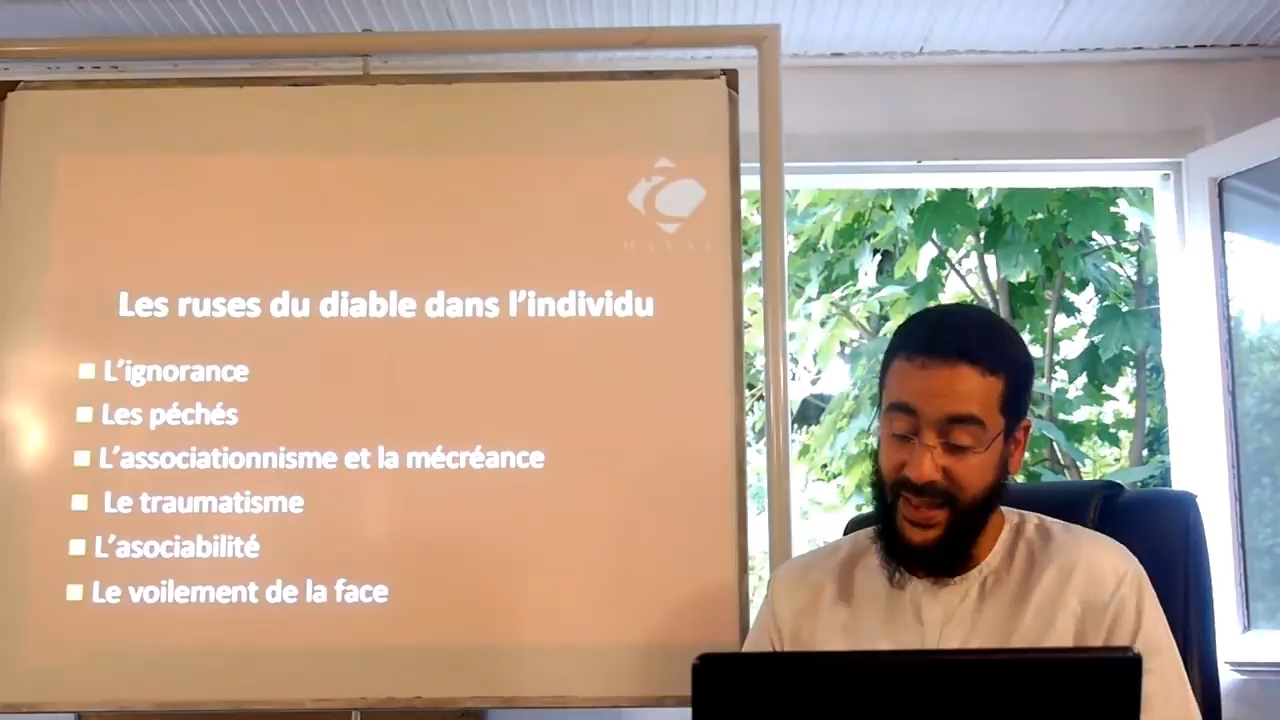 Les ruses du diable dans l’individu
L’ignorance
Les péchés
L’associationnisme et la mécréance
Le traumatisme
L’asociabilité
Le voilement de la face